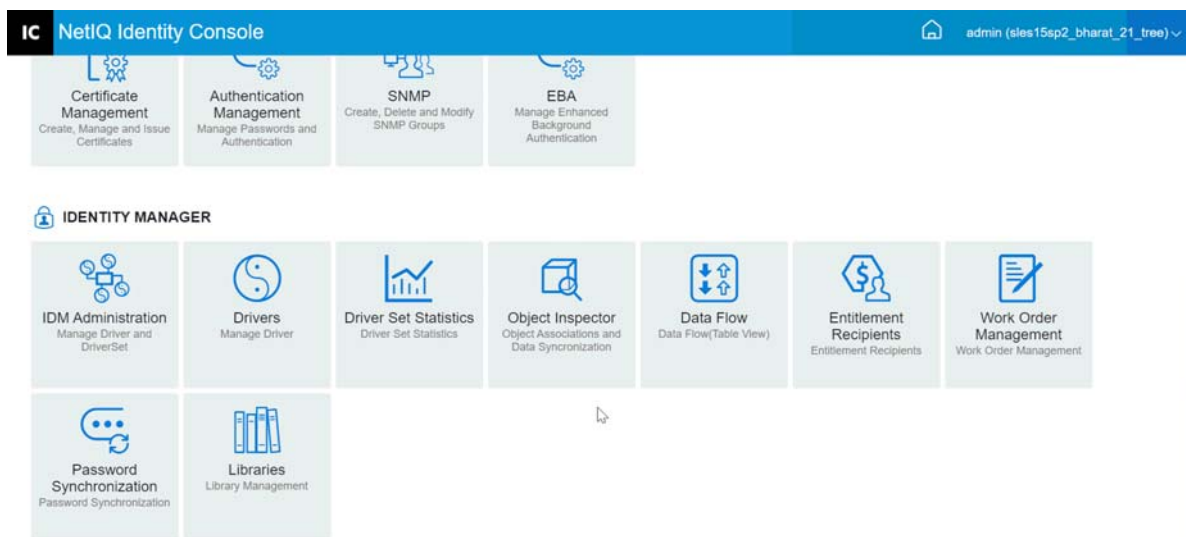 IC NetIQ Identity Console admin (sles15sp2_bharat_21_tree)
Certificate
Management
Create, Manage and Issue
Certificates
Authentication
Management
Manage Passwords and
Authentication
SNMP
Create, Delete and Modify
SNMP Groups
EBA
Manage Enhanced
Background
Authentication
IDENTITY MANAGER
IDM Administration
Manage Driver and
DriverSet
Drivers
Manage Driver
Driver Set Statistics
Driver Set Statistics
Object Inspector
Object Associations and
Data Syncronization
Data Flow
Data Flow(Table View)
Entitlement
Recipients
Entitlement Recipients
Work Order
Management
Work Order Management
Password
Synchronization
Password Synchronization
Libraries
Library Management